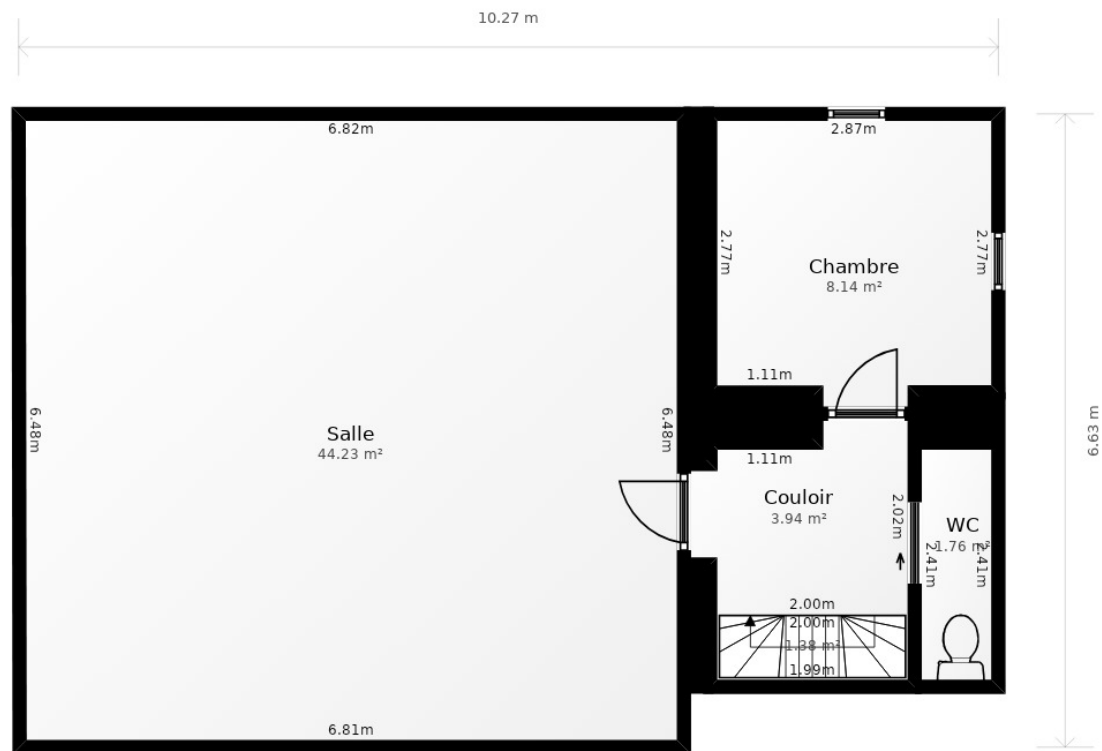 10.27 m
6.82m
2.87m
2.77m
2.77m
Chambre
8.14 m²
1.11m
6.48m
6.48m
Salle
44.23 m²
6.63 m
1.11m
Couloir
3.94 m²
2.02m
WC
1.76 m²
2.41m
2.41m
2.00m
2.00m
1.38 m²
1.99m
6.81m